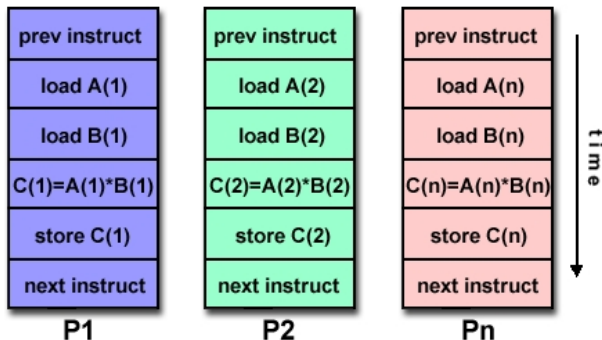 prev instruct
load A(1)
load B(1)
C(1)=A(1)*B(1)
store C(1)
next instruct
P1
prev instruct
load A(2)
load B(2)
C(2)=A(2)*B(2)
store C(2)
next instruct
P2
prev instruct
load A(n)
load B(n)
C(n)=A(n)*B(n)
store C(n)
next instruct
Pn
time